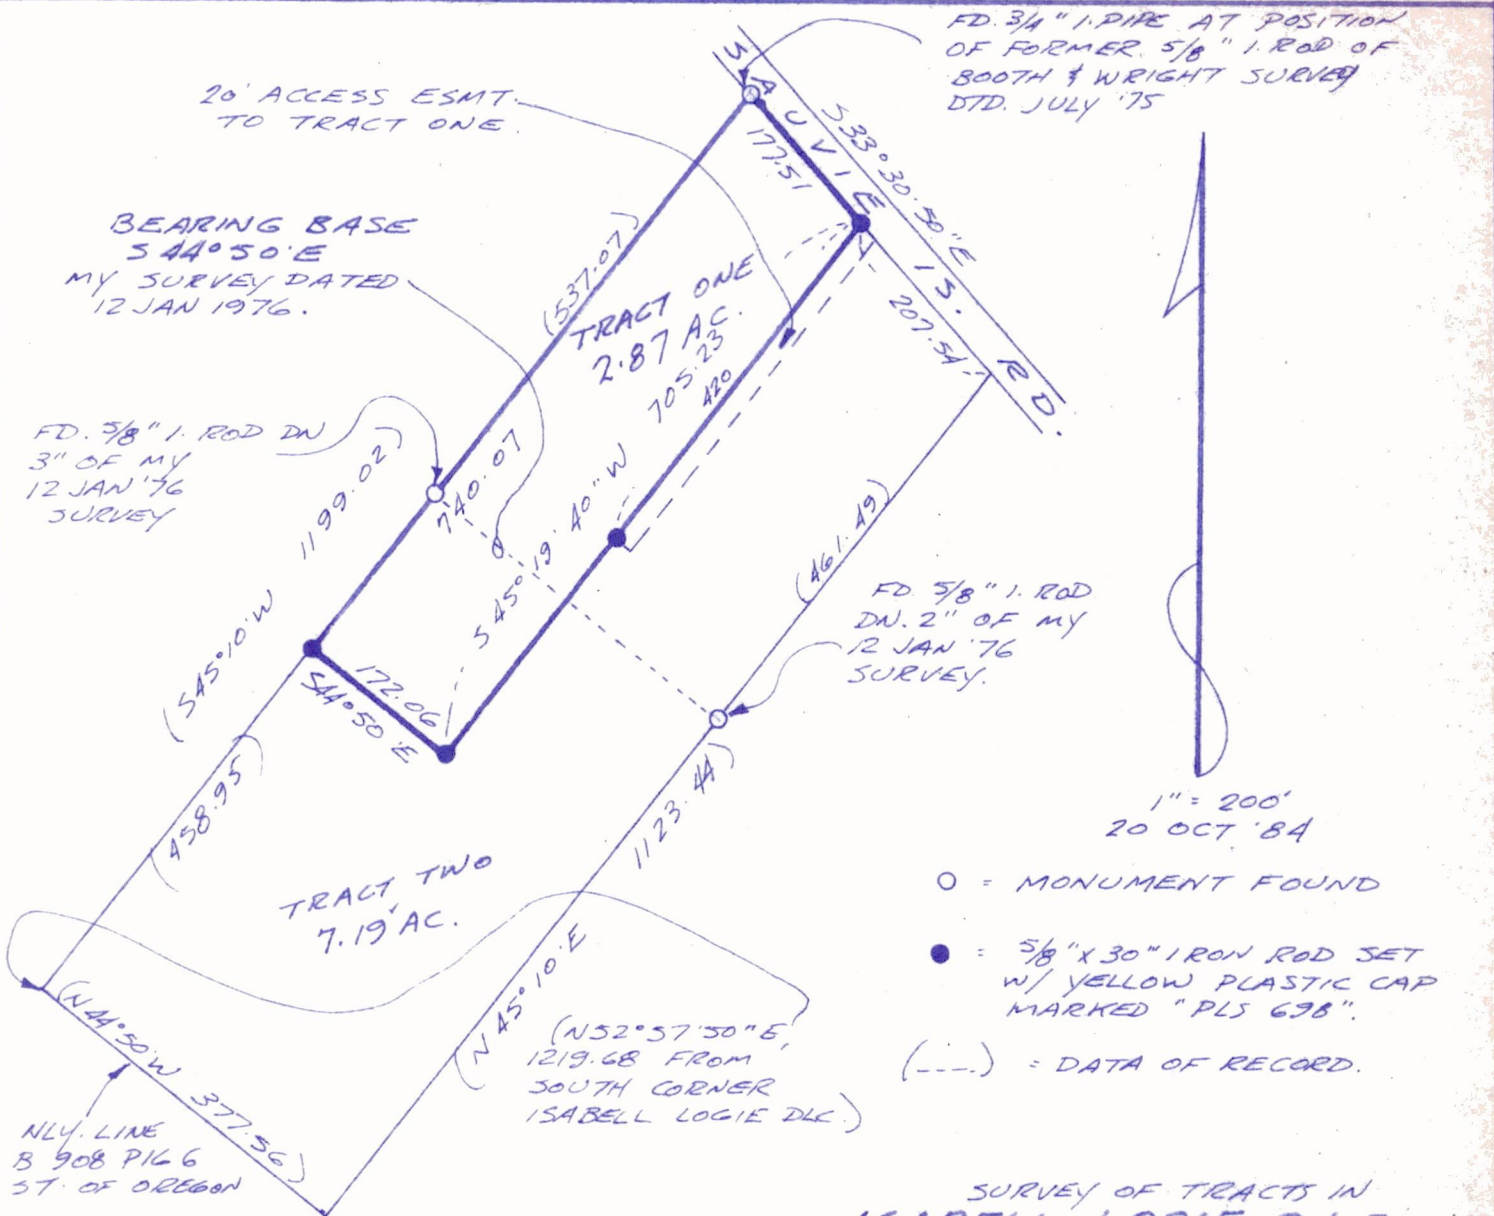 FD. 3/4" I. PIPE AT POSITION
OF FORMER 5/8" I. ROD OF
BOOTH & WRIGHT SURVEY
DTD. JULY '75
20' ACCESS ESMT.
TO TRACT ONE
SAUVIE IS. RD.
S33°30'50"E
177.51
207.54
BEARING BASE
S44°50'E
MY SURVEY DATED
12 JAN 1976.
(537.07)
TRACT ONE
2.87 AC.
705.23
420
S45°19'40"W
740.07
FD. 5/8" I. ROD DN
3" OF MY
12 JAN '76
SURVEY
(S45°10'W 1199.02)
(461.49)
FD. 5/8" I. ROD
DN. 2" OF MY
12 JAN '76
SURVEY.
172.06
S44°50'E
(458.95)
TRACT TWO
7.19 AC.
(N45°10'E 1123.44)
(N44°50'W 377.56)
NLY. LINE
B 908 P166
ST. OF OREGON
(N52°57'50"E,
1219.68 FROM
SOUTH CORNER
ISABELL LOGIE DLC.)
1" = 200'
20 OCT '84
= MONUMENT FOUND
= 5/8" X 30" IRON ROD SET
W/ YELLOW PLASTIC CAP
MARKED "PLS 698".
(----) = DATA OF RECORD.
SURVEY OF TRACTS IN